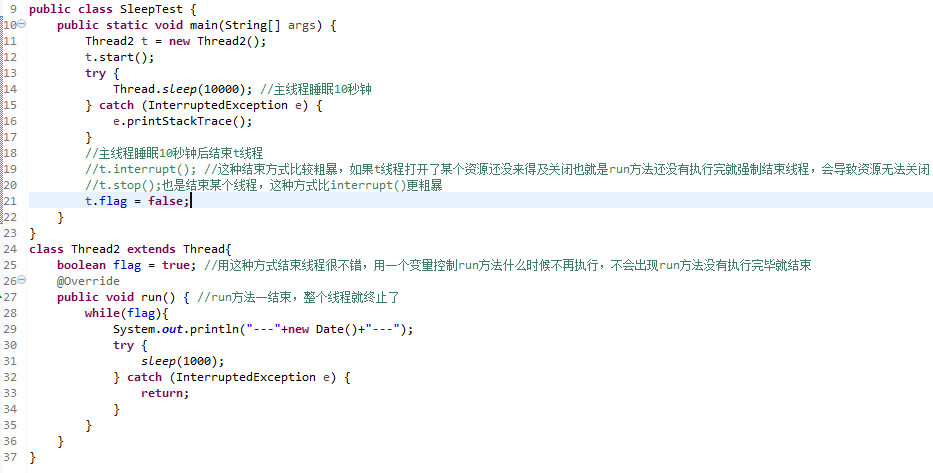 9 public class SleepTest {
10 public static void main(String[] args) {
11 Thread2 t = new Thread2();
12 t.start();
13 try {
14 Thread.sleep(10000); //主线程睡眠10秒钟
15 } catch (InterruptedException e) {
16 e.printStackTrace();
17 }
18 //主线程睡眠10秒钟后结束t线程
19 //t.interrupt(); //这种结束方式比较粗暴，如果t线程打开了某个资源还没来得及关闭也就是run方法还没有执行完就强制结束线程，会导致资源无法关闭
20 //t.stop();也是结束某个线程，这种方式比interrupt()更粗暴
21 t.flag = false;
22 }
23 }
24 class Thread2 extends Thread{
25 boolean flag = true; //用这种方式结束线程很不错，用一个变量控制run方法什么时候不再执行，不会出现run方法没有执行完毕就结束
26 @Override
27 public void run() { //run方法一结束，整个线程就终止了
28 while(flag){
29 System.out.println("---"+new Date()+"---");
30 try {
31 sleep(1000);
32 } catch (InterruptedException e) {
33 return;
34 }
35 }
36 }
37 }